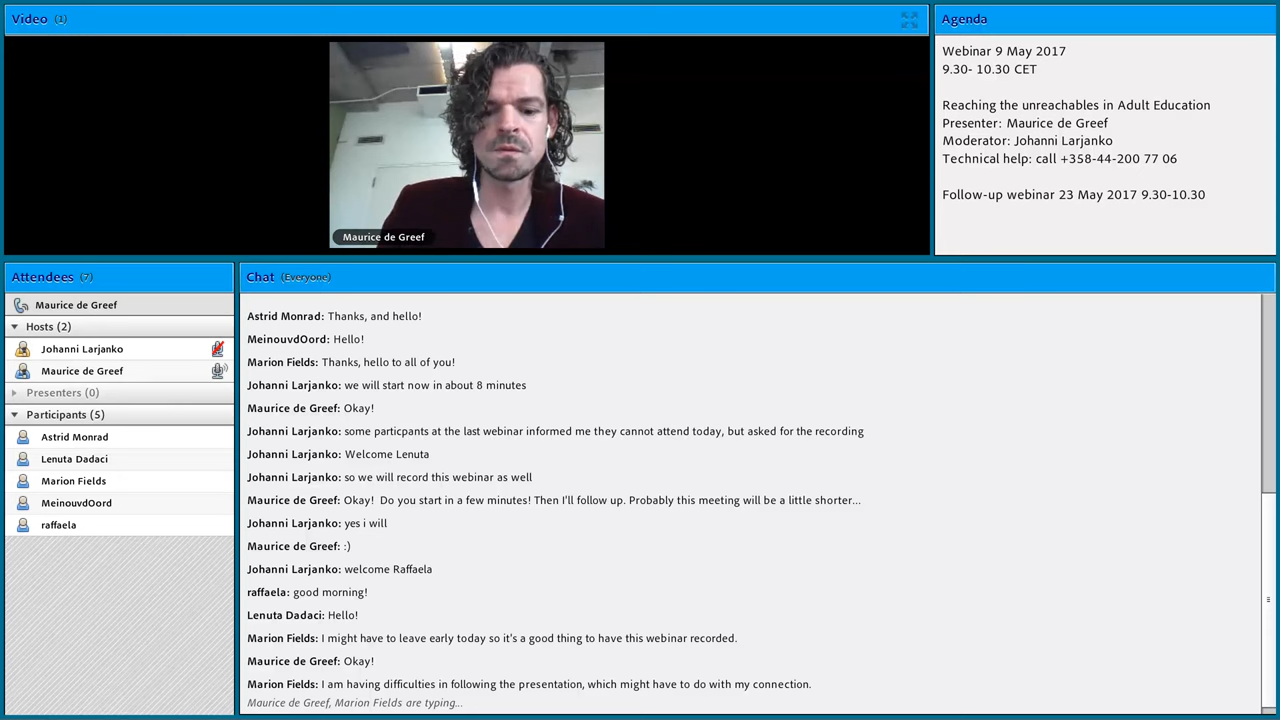 Video (1)
Maurice de Greef
Agenda
Webinar 9 May 2017
9.30- 10.30 CET
Reaching the unreachables in Adult Education
Presenter: Maurice de Greef
Moderator: Johanni Larjanko
Technical help: call +358-44-200 77 06
Follow-up webinar 23 May 2017 9.30-10.30
Attendees (7)
Maurice de Greef
Hosts (2)
Johanni Larjanko
Maurice de Greef
Presenters (0)
Participants (5)
Astrid Monrad
Lenuta Dadaci
Marion Fields
MeinouvdOord
raffaela
Chat (Everyone)
Astrid Monrad: Thanks, and hello!
MeinouvdOord: Hello!
Marion Fields: Thanks, hello to all of you!
Johanni Larjanko: we will start now in about 8 minutes
Maurice de Greef: Okay!
Johanni Larjanko: some particpants at the last webinar informed me they cannot attend today, but asked for the recording
Johanni Larjanko: Welcome Lenuta
Johanni Larjanko: so we will record this webinar as well
Maurice de Greef: Okay!  Do you start in a few minutes! Then I'll follow up. Probably this meeting will be a little shorter...
Johanni Larjanko: yes i will
Maurice de Greef: :)
Johanni Larjanko: welcome Raffaela
raffaela: good morning!
Lenuta Dadaci: Hello!
Marion Fields: I might have to leave early today so it's a good thing to have this webinar recorded.
Maurice de Greef: Okay!
Marion Fields: I am having difficulties in following the presentation, which might have to do with my connection.
Maurice de Greef, Marion Fields are typing...